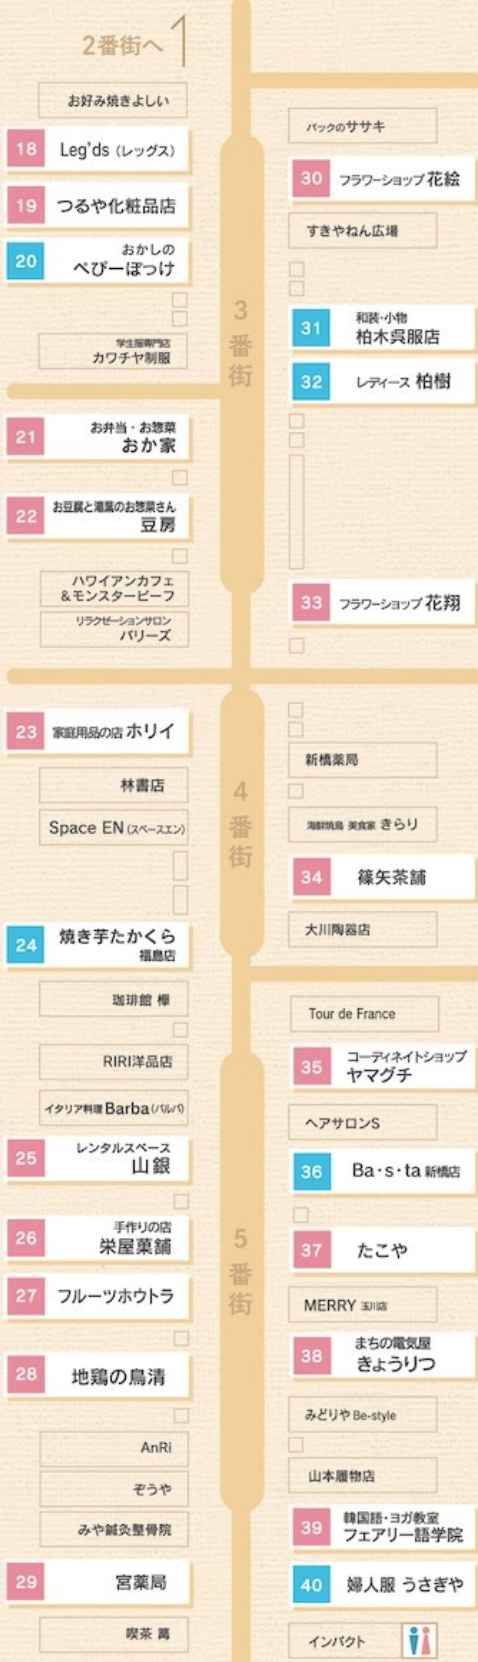 2番街へ
お好み焼きよしい
18 Leg'ds（レッグス）
19 つるや化粧品店
20 おかしの
べびーぽっけ
学生服専門店
カワチヤ制服
21 お弁当・お惣菜
おか家
22 お豆腐と湯葉のお惣菜さん
豆房
ハワイアンカフェ
&モンスタービーフ
リラクゼーションサロン
バリーズ
23 家庭用品の店 ホリイ
林書店
Space EN (スペースエン)
24 焼き芋たかくら
福島店
珈琲館 欅
RIRI洋品店
イタリア料理 Barba (バルバ)
25 レンタルスペース
山銀
26 手作りの店
栄屋菓舗
27 フルーツホウトラ
28 地鶏の鳥清
AnRi
ぞうや
みや鍼灸整骨院
29 宮薬局
喫茶 篝
3番街
4番街
5番街
バックのササキ
30 フラワーショップ 花絵
すきやねん広場
31 和装・小物
柏木呉服店
32 レディース 柏樹
33 フラワーショップ 花翔
新橋薬局
海鮮焼鳥 美食家 きらり
34 篠矢茶舗
大川陶器店
Tour de France
35 コーディネイトショップ
ヤマグチ
ヘアサロンS
36 Ba・s・ta 新橋店
37 たこや
MERRY 玉川店
38 まちの電気屋
きょうりつ
みどりや Be-style
山本履物店
39 韓国語・ヨガ教室
フェアリー語学院
40 婦人服 うさぎや
インパクト